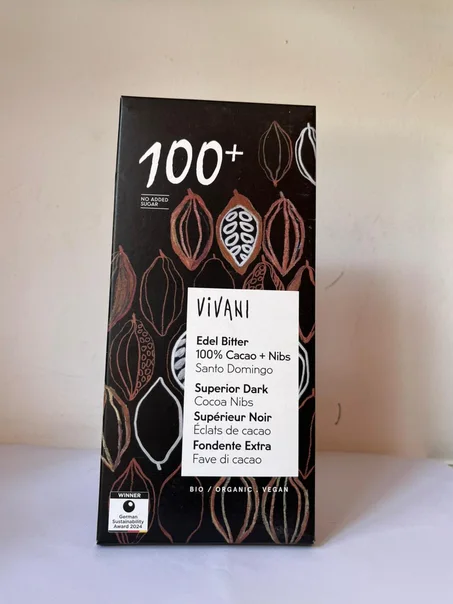 100+
NO ADDED
SUGAR
ViVANI
Edel Bitter
100% Cacao + Nibs
Santo Domingo
Superior Dark
Cocoa Nibs
Supérieur Noir
Éclats de cacao
Fondente Extra
Fave di cacao
BIO / ORGANIC . VEGAN
WINNER
German
Sustainability
Award 2024